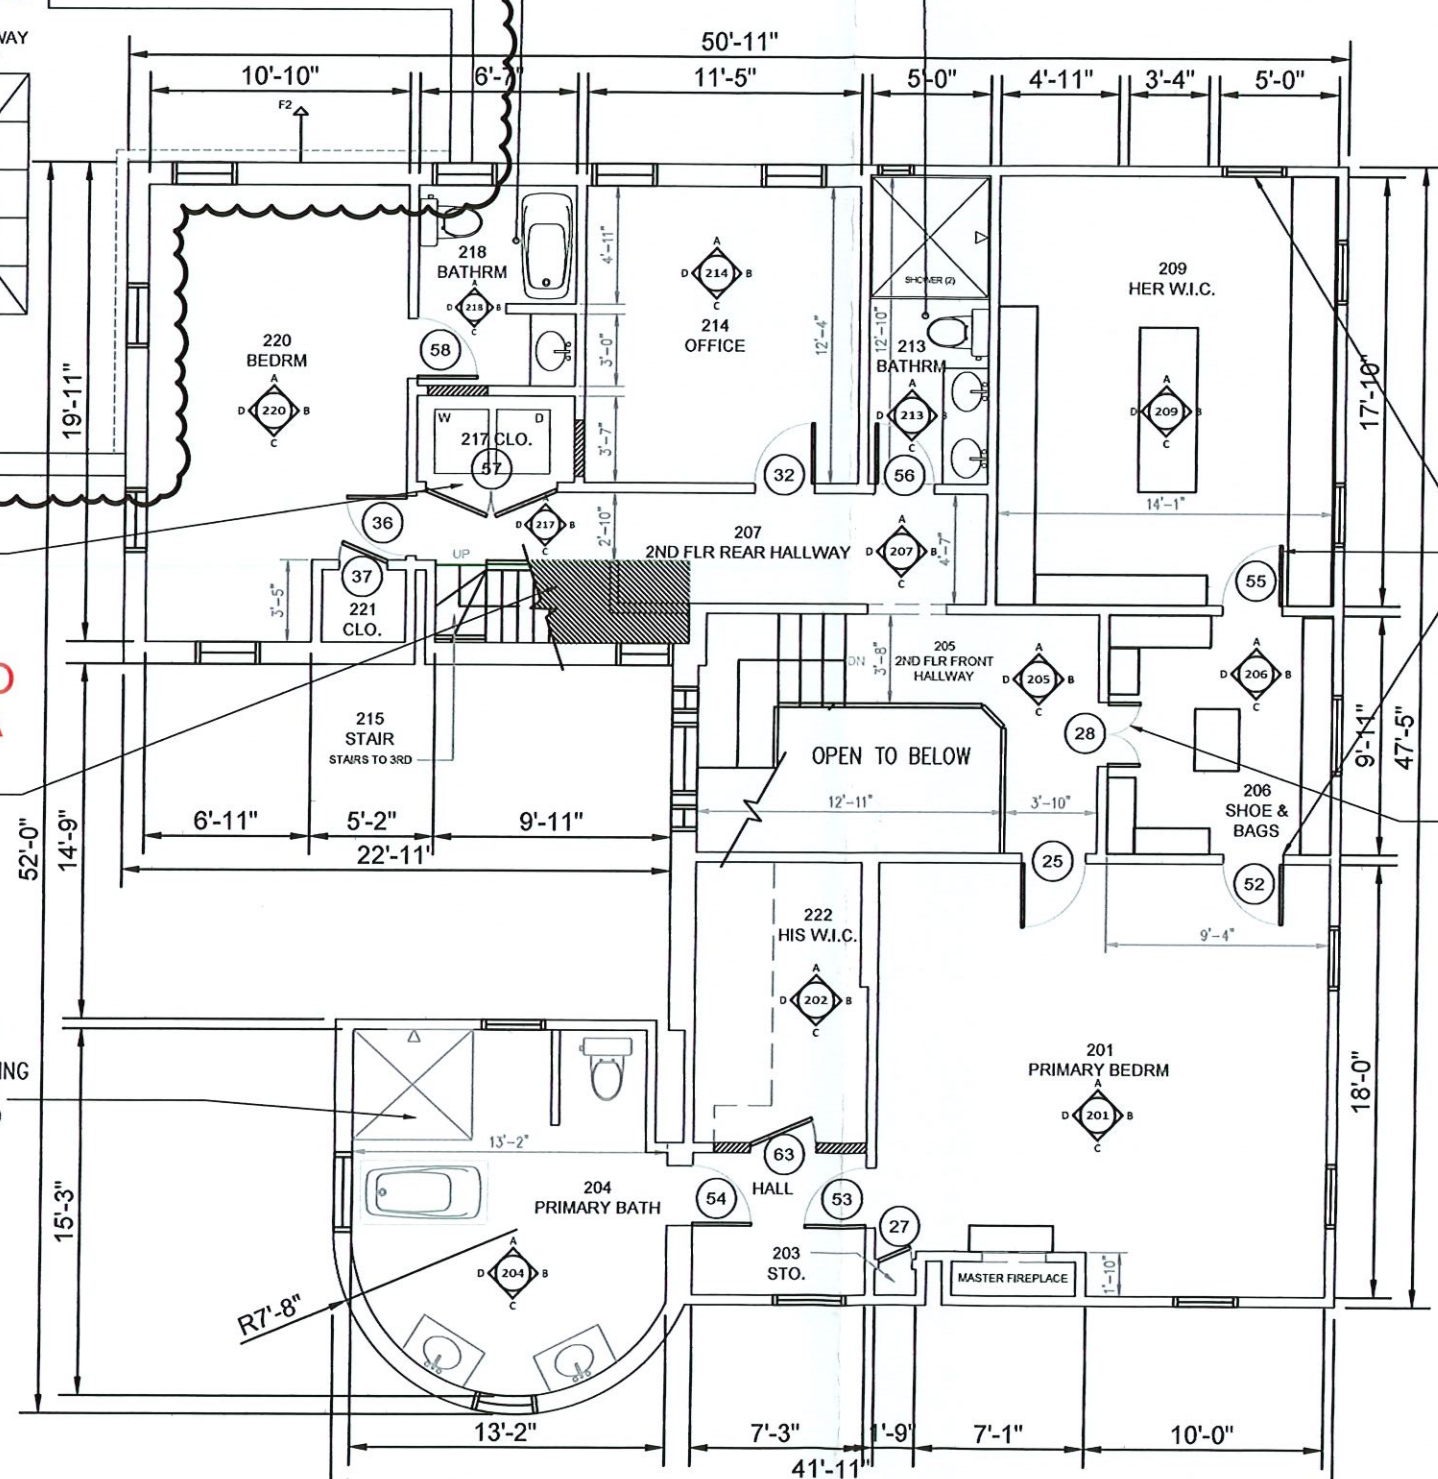 WAY
50'-11"
10'-10"
6'-7"
11'-5"
5'-0"
4'-11"
3'-4"
5'-0"
F2
218
BATHRM
A
D 218 B
C
4'-11"
A
D 214 B
C
214
OFFICE
SHOWER (2)
209
HER W.I.C.
220
BEDRM
A
D 220 B
C
58
3'-0"
12'-4"
12'-10"
213
BATHRM
A
D 213 B
C
A
D 209 B
C
19'-11"
17'-10"
W
D
217 CLO.
57
3'-7"
32
56
14'-1"
36
A
D 217 B
C
2'-10"
207
2ND FLR REAR HALLWAY
A
D 207 B
C
4'-7"
UP
37
221
CLO.
3'-5"
55
DN
3'-8"
205
2ND FLR FRONT
HALLWAY
A
D 205 B
C
A
D 206 B
C
215
STAIR
STAIRS TO 3RD
28
OPEN TO BELOW
9'-11"
47'-5"
206
SHOE &
BAGS
12'-11"
3'-10"
6'-11"
5'-2"
9'-11"
22'-11'
52'-0"
14'-9"
25
52
222
HIS W.I.C.
A
D 202 B
C
9'-4"
201
PRIMARY BEDRM
A
D 201 B
C
18'-0"
ING
13'-2"
63
HALL
54
53
27
204
PRIMARY BATH
15'-3"
A
D 204 B
C
203
STO.
MASTER FIREPLACE
1'-10"
R7'-8"
13'-2"
7'-3"
1'-9"
7'-1"
10'-0"
41'-11"